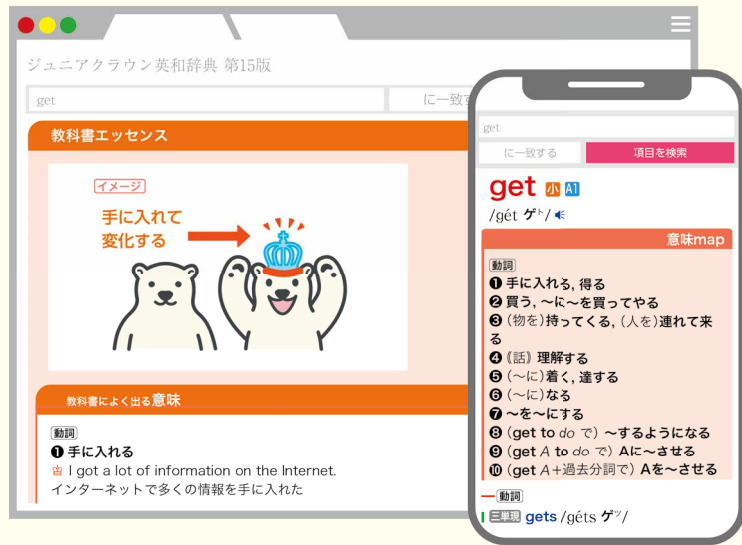 ジュニアクラウン英和辞典 第15版
get
に一致す
教科書エッセンス
イメージ
手に入れて
変化する
教科書によく出る意味
動詞
❶ 手に入れる
I got a lot of information on the Internet.
インターネットで多くの情報を手に入れた
get
に一致する
項目を検索
get 小 A1
/gét ゲト/
意味map
動詞
❶ 手に入れる, 得る
❷ 買う, ～に～を買ってやる
❸ (物を)持ってくる, (人を)連れて来
る
❹ 《話》 理解する
❺ (～に)着く, 達する
❻ (～に)なる
❼ ～を～にする
❽ (get to do で) ～するようになる
❾ (get A to do で) Aに～させる
❿ (get A+過去分詞で) Aを～させる
動詞
三単現 gets /géts ゲツ/